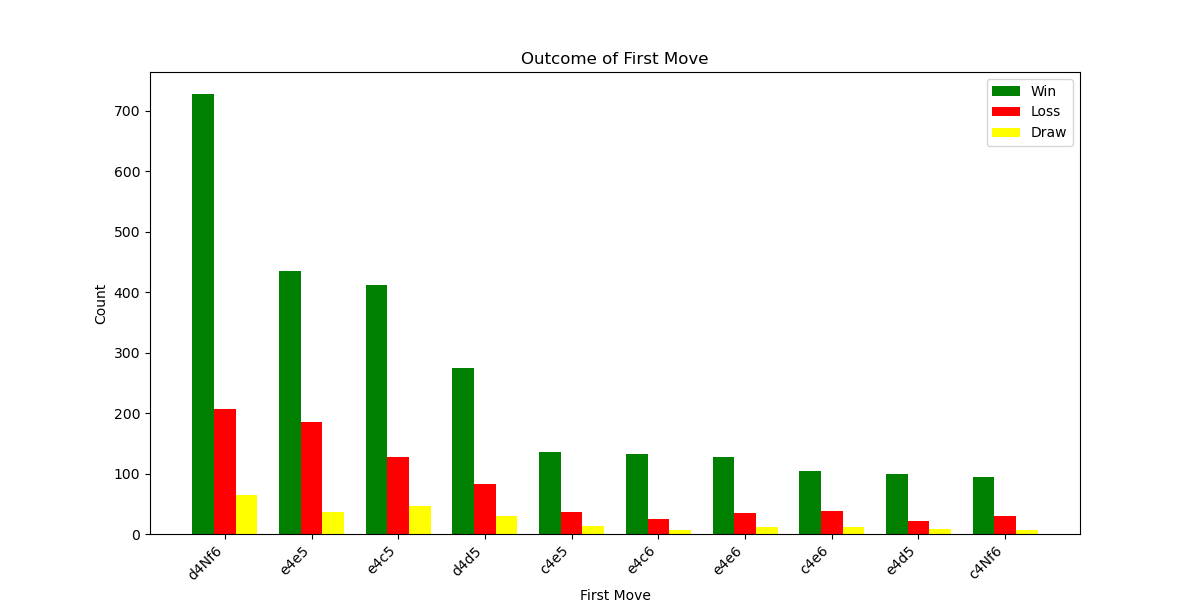 Outcome of First Move
Win
Loss
Draw
700
600
500
400
300
200
100
0
Count
d4Nf6
e4e5
e4c5
d4d5
c4e5
e4c6
e4e6
c4e6
e4d5
c4Nf6
First Move